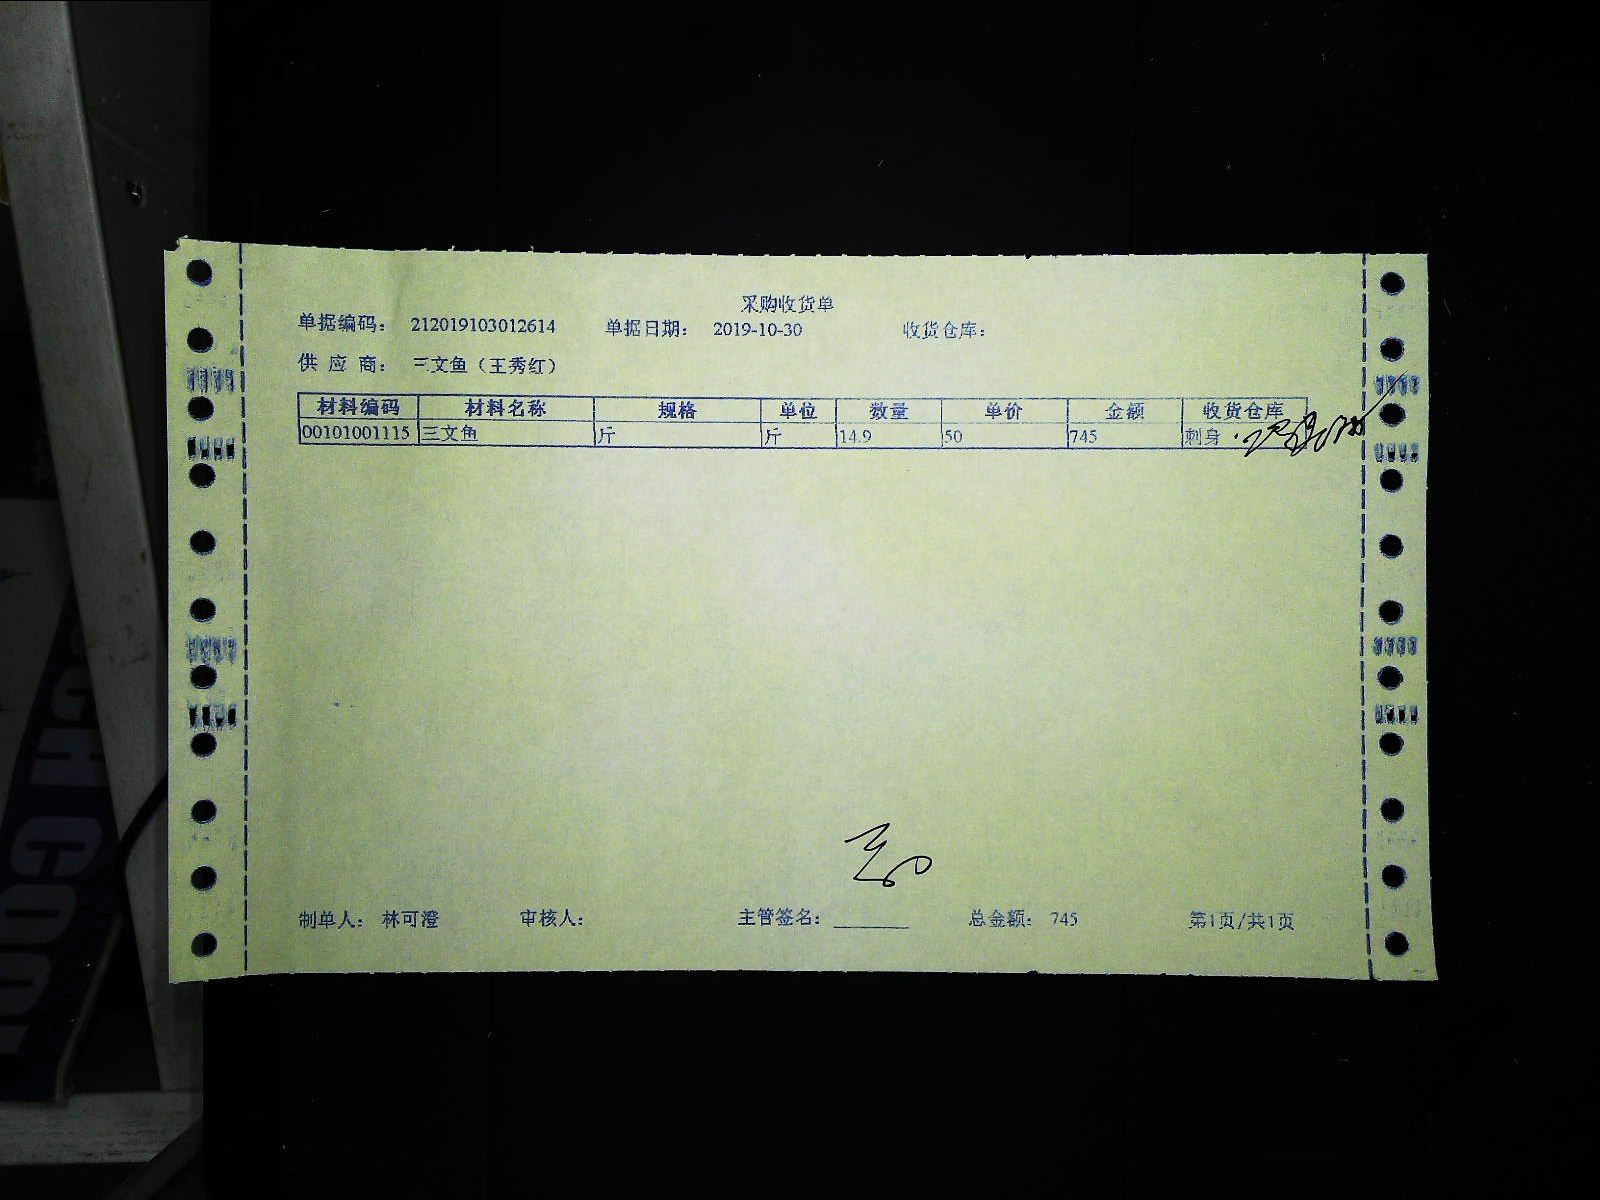 采购收货单
单据编码： 212019103012614 单据日期： 2019-10-30 收货仓库：
供 应 商： 三文鱼（王秀红）
材料编码 材料名称 规格 单位 数量 单价 金额 收货仓库
00101001115 三文鱼 斤 斤 14.9 50 745 刺身
制单人： 林可澄 审核人： 主管签名： 总金额： 745 第1页/共1页